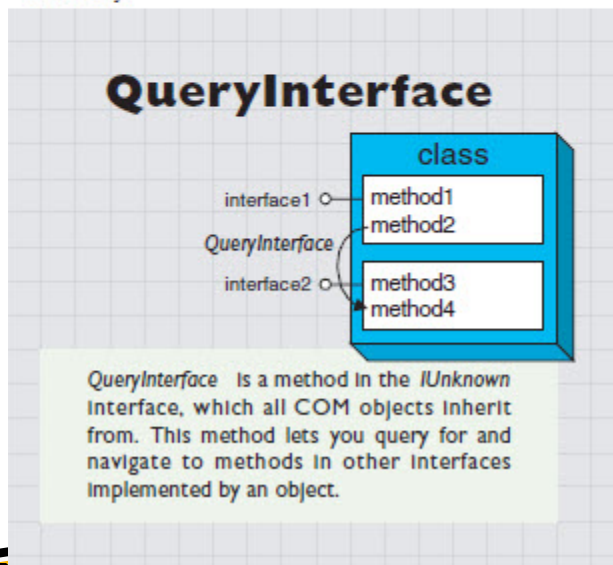 QueryInterface
class
interface1
method1
method2
QueryInterface
interface2
method3
method4
QueryInterface is a method in the IUnknown
interface, which all COM objects inherit
from. This method lets you query for and
navigate to methods in other interfaces
implemented by an object.